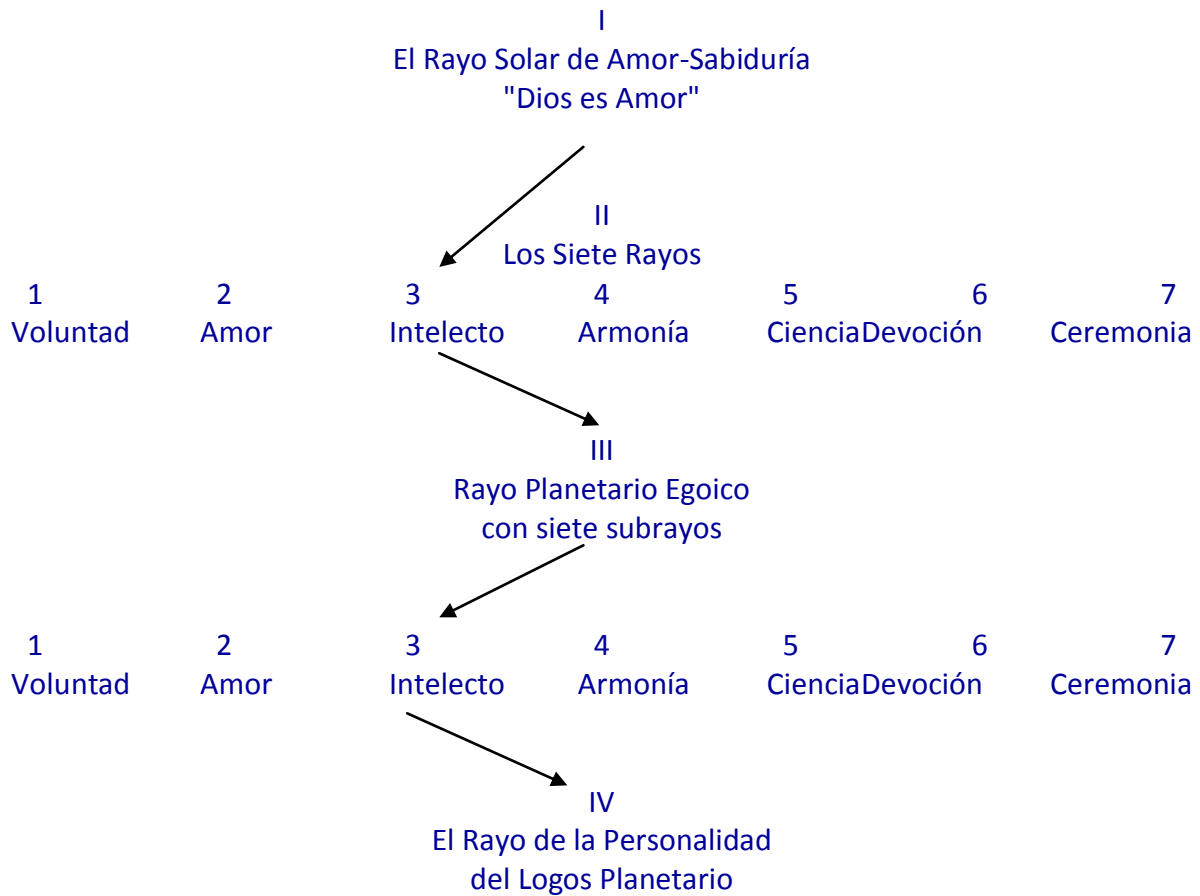 I
El Rayo Solar de Amor-Sabiduría
"Dios es Amor"
II
Los Siete Rayos
1 2 3 4 5 6 7
Voluntad Amor Intelecto Armonía CienciaDevoción Ceremonia
III
Rayo Planetario Egoico
con siete subrayos
1 2 3 4 5 6 7
Voluntad Amor Intelecto Armonía CienciaDevoción Ceremonia
IV
El Rayo de la Personalidad
del Logos Planetario